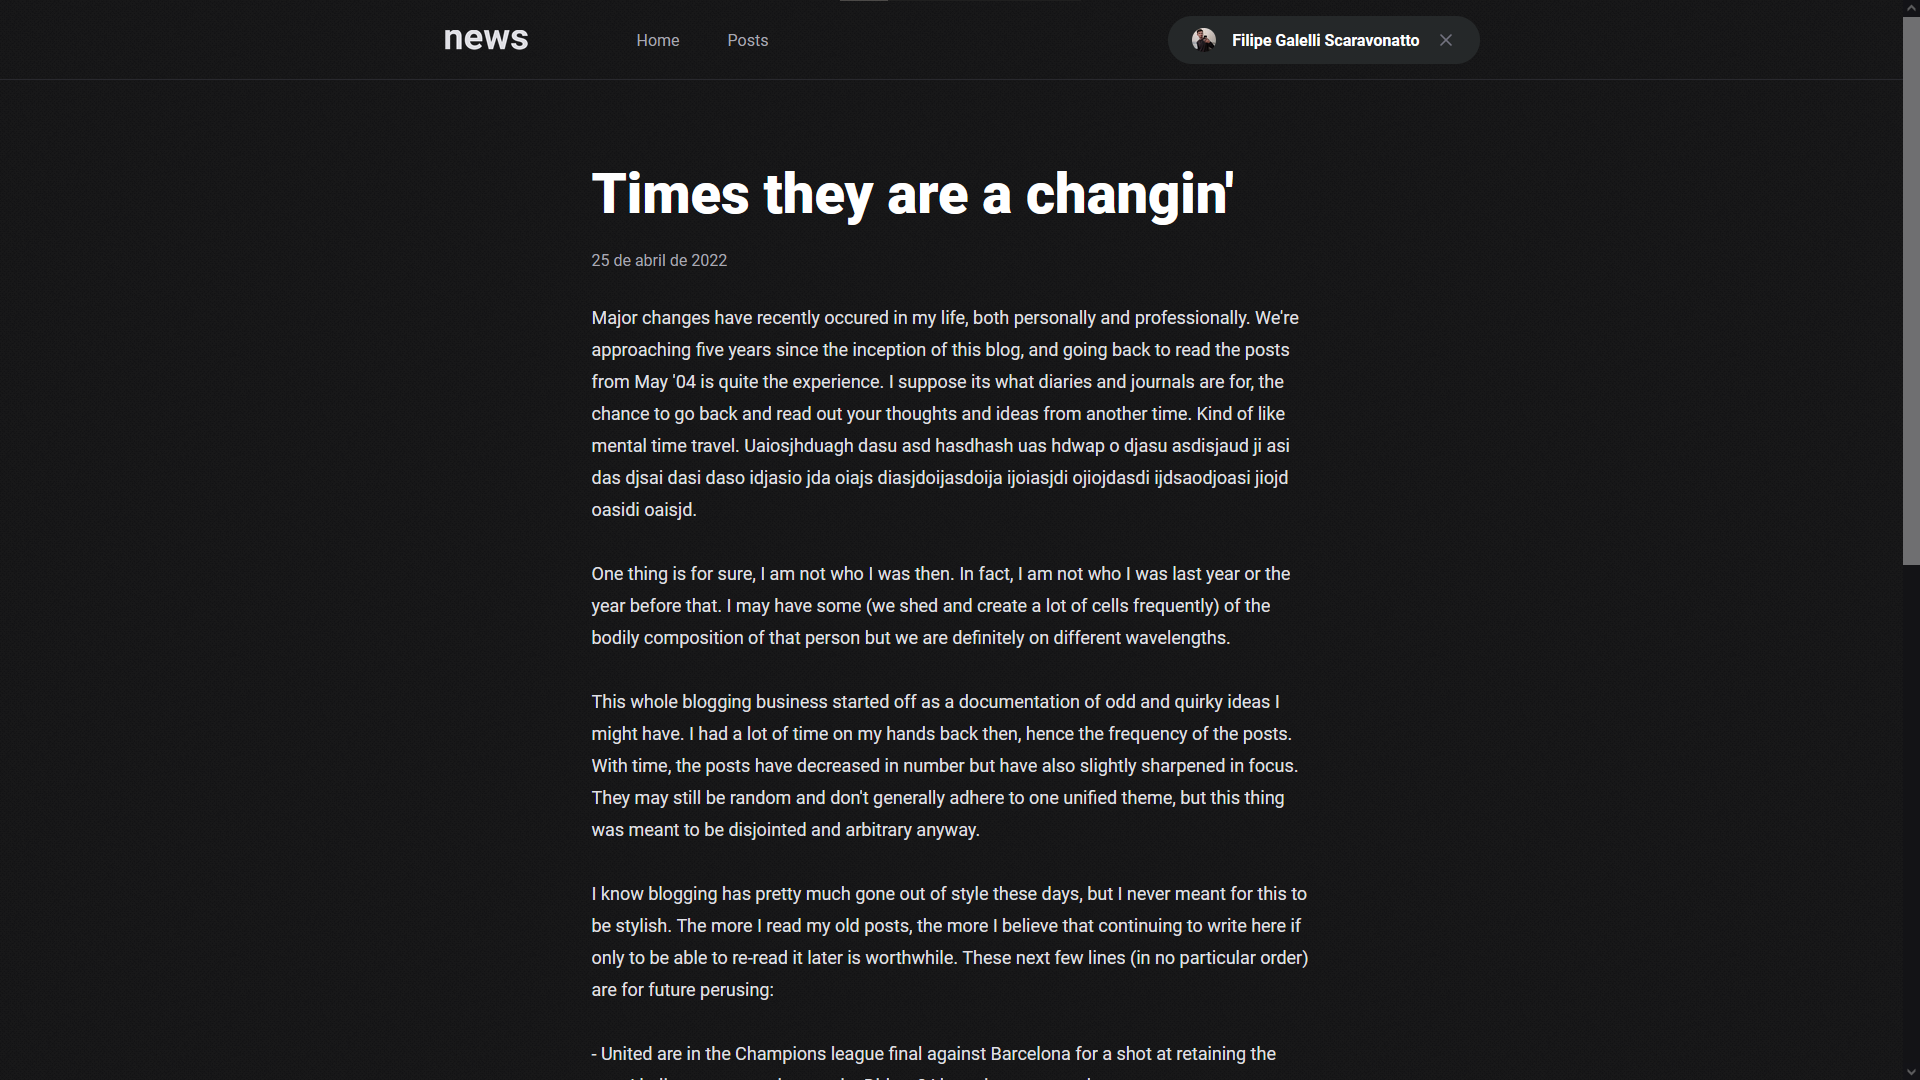 news
Home
Posts
Filipe Galelli Scaravonatto
Times they are a changin'
25 de abril de 2022
Major changes have recently occured in my life, both personally and professionally. We're
approaching five years since the inception of this blog, and going back to read the posts
from May '04 is quite the experience. I suppose its what diaries and journals are for, the
chance to go back and read out your thoughts and ideas from another time. Kind of like
mental time travel. Uaiosjhduagh dasu asd hasdhash uas hdwap o djasu asdisjaud ji asi
das djsai dasi daso idjasio jda oiajs diasjdoijasdoija ijoiasjdi ojiojdasdi ijdsaodjoasi jiojd
oasidi oaisjd.
One thing is for sure, I am not who I was then. In fact, I am not who I was last year or the
year before that. I may have some (we shed and create a lot of cells frequently) of the
bodily composition of that person but we are definitely on different wavelengths.
This whole blogging business started off as a documentation of odd and quirky ideas I
might have. I had a lot of time on my hands back then, hence the frequency of the posts.
With time, the posts have decreased in number but have also slightly sharpened in focus.
They may still be random and don't generally adhere to one unified theme, but this thing
was meant to be disjointed and arbitrary anyway.
I know blogging has pretty much gone out of style these days, but I never meant for this to
be stylish. The more I read my old posts, the more I believe that continuing to write here if
only to be able to re-read it later is worthwhile. These next few lines (in no particular order)
are for future perusing:
- United are in the Champions league final against Barcelona for a shot at retaining the